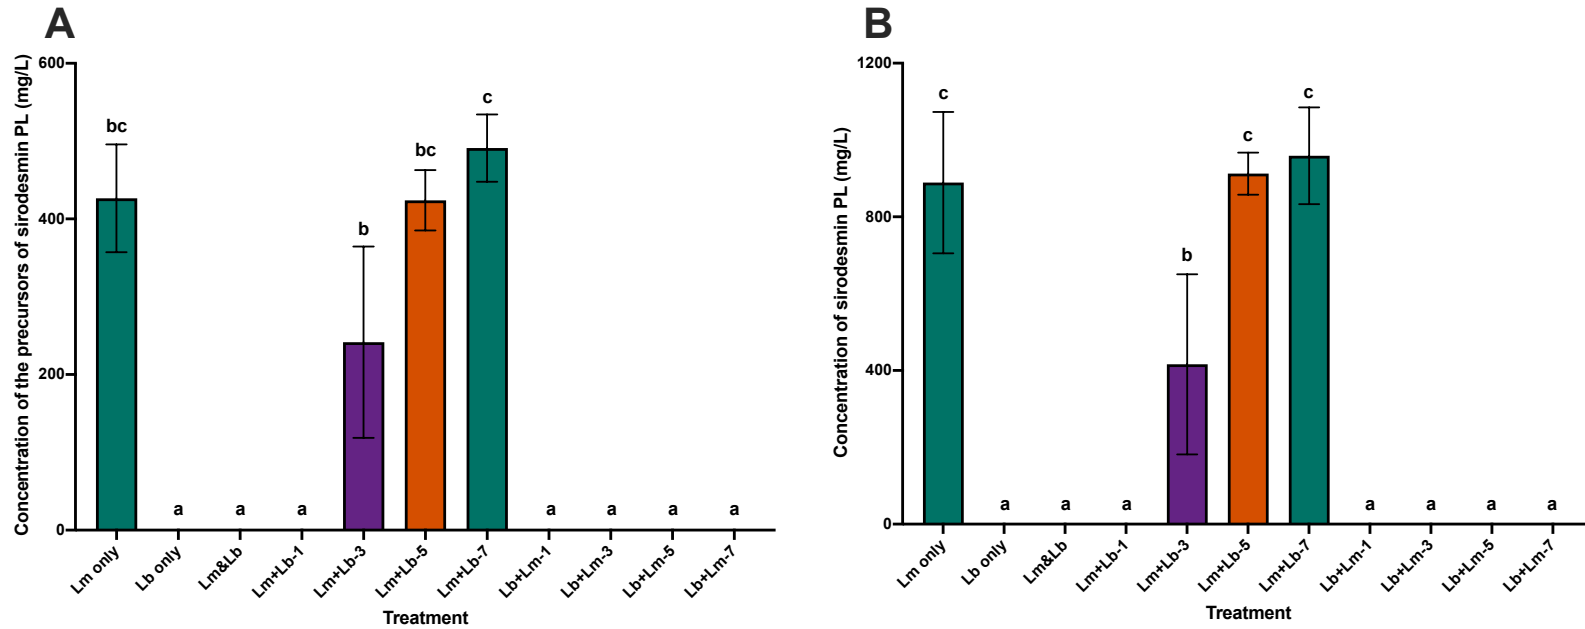 A
Concentration of the precursors of sirodesmin PL (mg/L)
600
400
200
0
bc
a
a
a
b
bc
c
a
a
a
a
Lm only
Lb only
Lm&Lb
Lm+Lb-1
Lm+Lb-3
Lm+Lb-5
Lm+Lb-7
Lb+Lm-1
Lb+Lm-3
Lb+Lm-5
Lb+Lm-7
Treatment
B
Concentration of sirodesmin PL (mg/L)
1200
800
400
0
c
a
a
a
b
c
c
a
a
a
a
Lm only
Lb only
Lm&Lb
Lm+Lb-1
Lm+Lb-3
Lm+Lb-5
Lm+Lb-7
Lb+Lm-1
Lb+Lm-3
Lb+Lm-5
Lb+Lm-7
Treatment